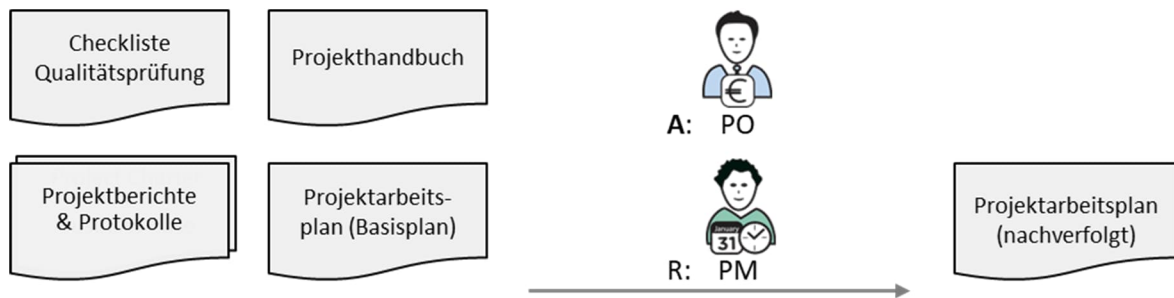 Checkliste
Qualitätsprüfung
Projekthandbuch
€
A: PO
Projektberichte
& Protokolle
Projektarbeits-
plan (Basisplan)
January
31
R: PM
Projektarbeitsplan
(nachverfolgt)